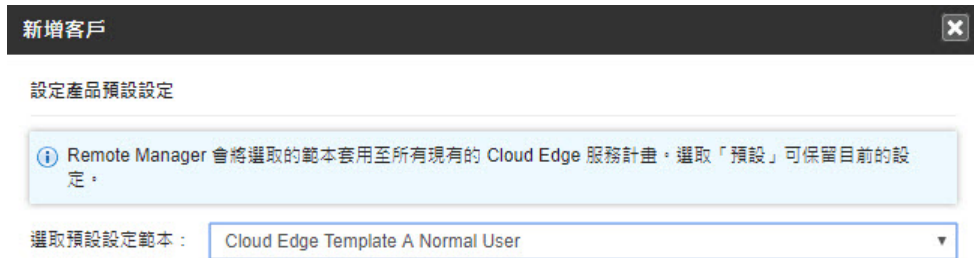 新增客戶
設定產品預設設定
Remote Manager 會將選取的範本套用至所有現有的 Cloud Edge 服務計畫。選取「預設」可保留目前的設
定。
選取預設設定範本： Cloud Edge Template A Normal User